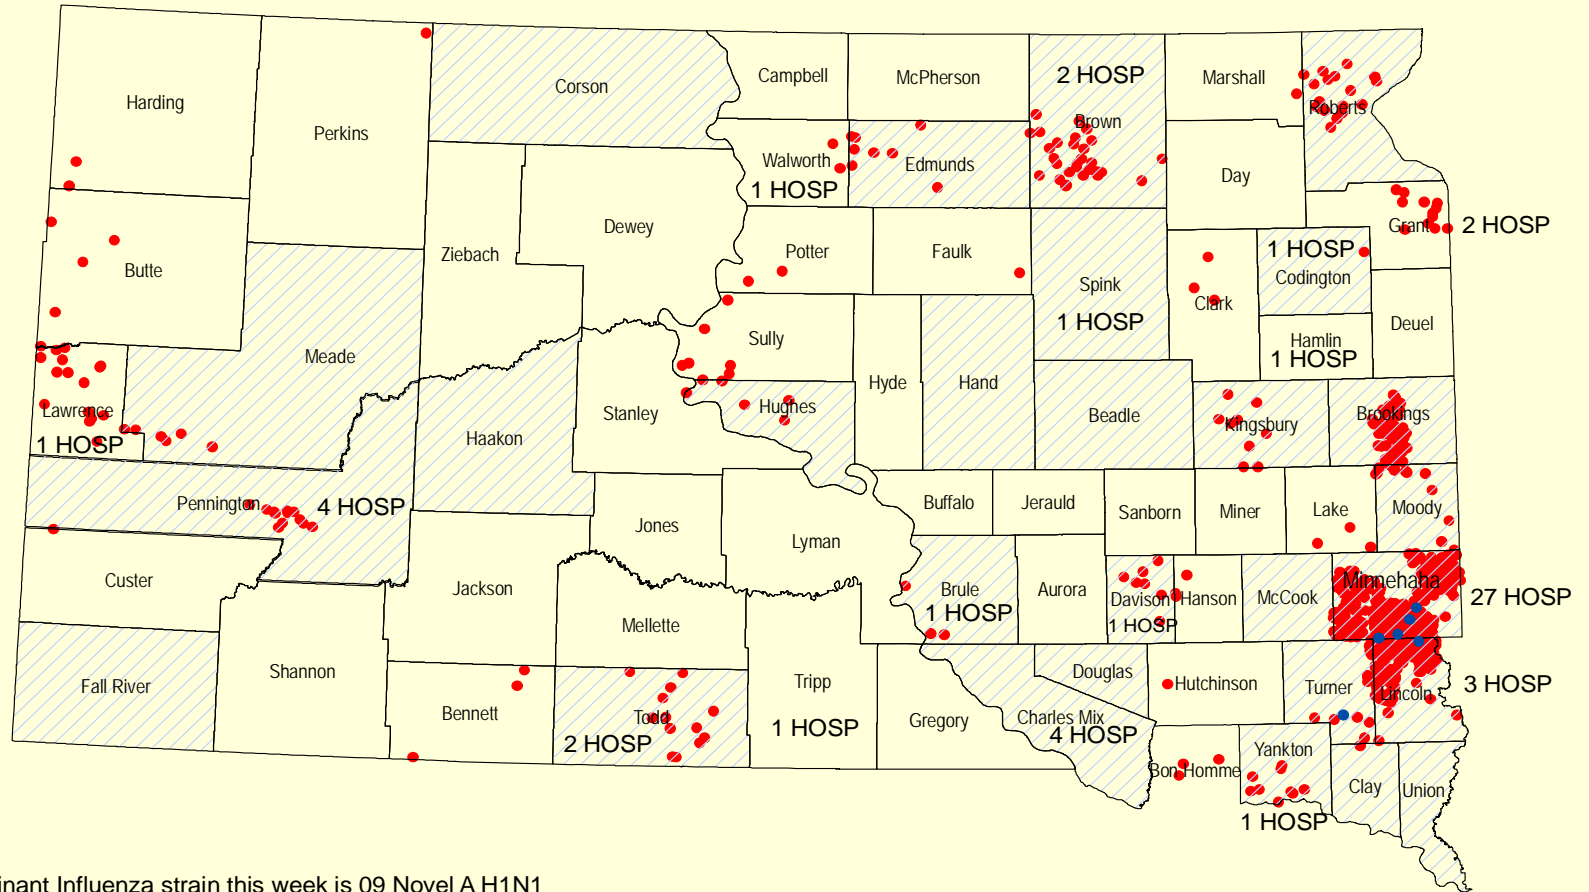 Harding
Perkins
Corson
Campbell
McPherson
2 HOSP
Brown
Marshall
Roberts
Walworth
1 HOSP
Edmunds
Day
Grant
2 HOSP
Butte
Ziebach
Dewey
Potter
Faulk
Spink
1 HOSP
Clark
1 HOSP
Codington
Hamlin
1 HOSP
Deuel
Meade
Sully
Hyde
Hand
Beadle
Kingsbury
Brookings
Lawrence
1 HOSP
Haakon
Stanley
Hughes
Pennington
4 HOSP
Jones
Lyman
Buffalo
Jerauld
Sanborn
Miner
Lake
Moody
Custer
Jackson
Mellette
Brule
1 HOSP
Aurora
Davison
1 HOSP
Hanson
McCook
Minnehaha
27 HOSP
Fall River
Shannon
Bennett
Todd
2 HOSP
Tripp
1 HOSP
Gregory
Douglas
Charles Mix
4 HOSP
Hutchinson
Turner
Lincoln
3 HOSP
Bon Homme
Yankton
1 HOSP
Clay
Union
Influenza strain this week is 09 Novel A H1N1